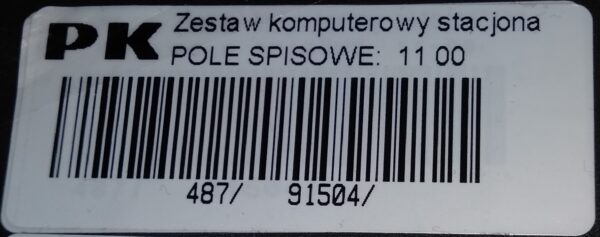 PK Zestaw komputerowy stacjona
POLE SPISOWE: 11 00
487/ 91504/